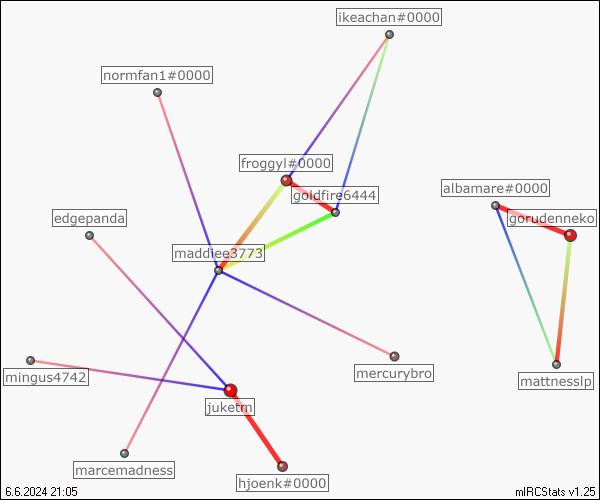 ikeachan#0000
normfan1#0000
froggyl#0000
goldfire6444
albamare#0000
edgepanda
gorudenneko
maddiee3773
mercurybro
mingus4742
mattnesslp
juketm
marcemadness
hjoenk#0000
6.6.2024 21:05
mIRCStats v1.25